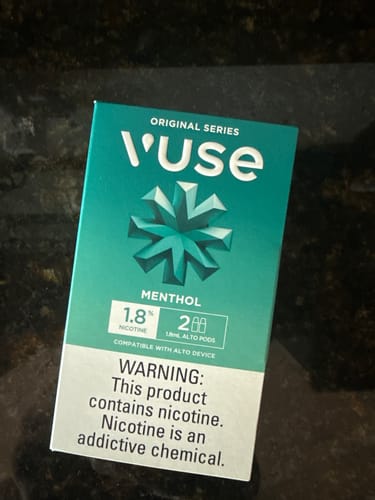 ORIGINAL SERIES
VUSE
MENTHOL
1.8%
NICOTINE
2
1.8mL ALTO PODS
COMPATIBLE WITH ALTO DEVICE
WARNING:
This product
contains nicotine.
Nicotine is an
addictive chemical.